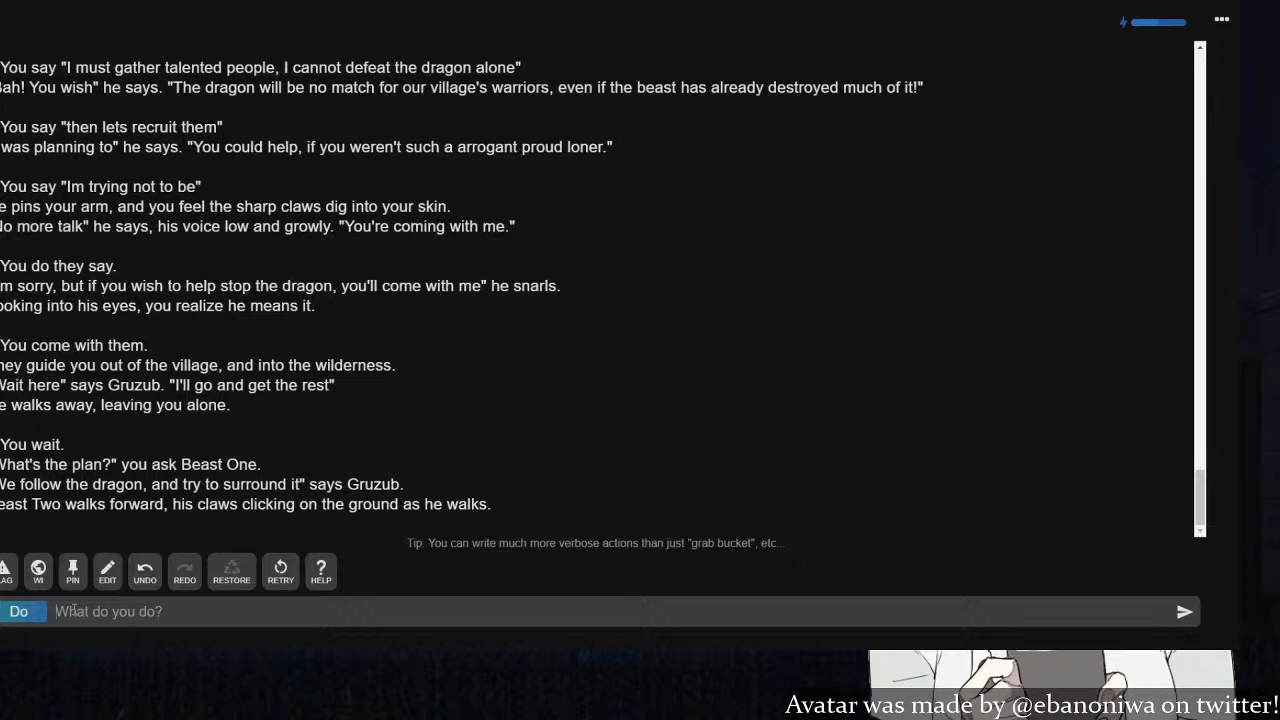 You say "I must gather talented people, I cannot defeat the dragon alone"
Bah! You wish" he says. "The dragon will be no match for our village's warriors, even if the beast has already destroyed much of it!"
You say "then lets recruit them"
was planning to" he says. "You could help, if you weren't such a arrogant proud loner."
You say "Im trying not to be"
e pins your arm, and you feel the sharp claws dig into your skin.
No more talk" he says, his voice low and growly. "You're coming with me."
You do they say.
'm sorry, but if you wish to help stop the dragon, you'll come with me" he snarls.
ooking into his eyes, you realize he means it.
You come with them.
hey guide you out of the village, and into the wilderness.
Wait here" says Gruzub. "I'll go and get the rest"
e walks away, leaving you alone.
You wait.
What's the plan?" you ask Beast One.
We follow the dragon, and try to surround it" says Gruzub.
east Two walks forward, his claws clicking on the ground as he walks.
Tip: You can write much more verbose actions than just "grab bucket", etc...
LAG WI PIN EDIT UNDO REDO RESTORE RETRY HELP
Do What do you do?
Avatar was made by @ebanoniwa on twitter!